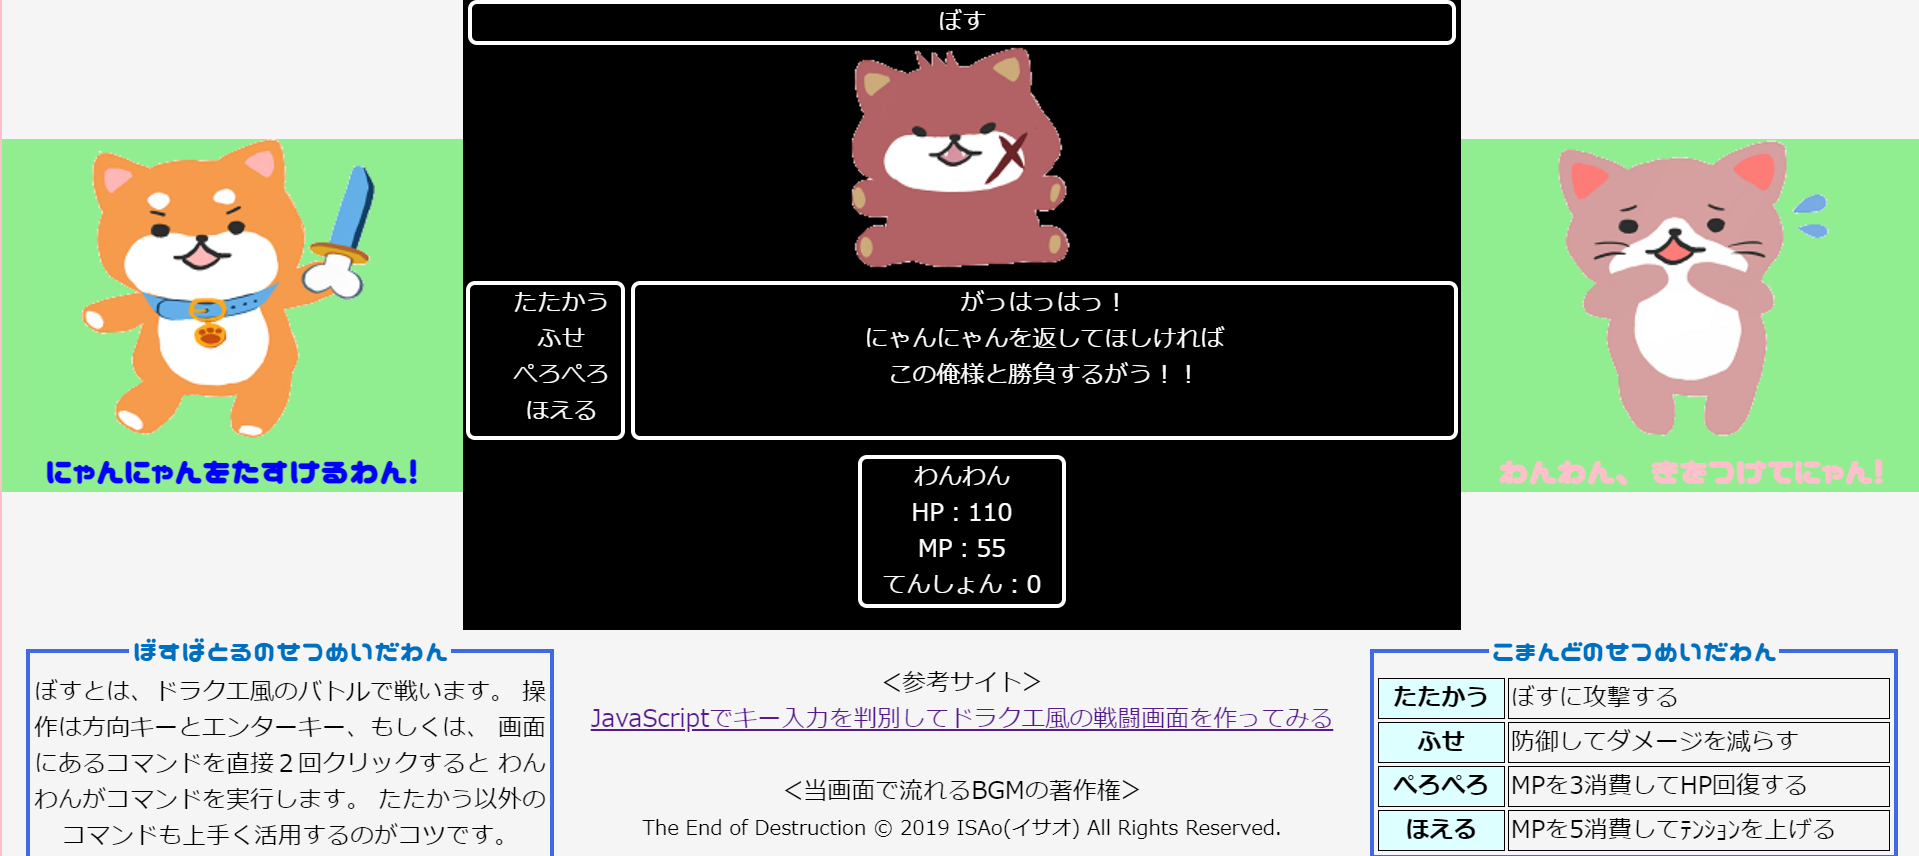 ぼす
たたかう
ふせ
ぺろぺろ
ほえる
がっはっはっ！
にゃんにゃんを返してほしければ
この俺様と勝負するがう！！
にゃんにゃんをたすけるわん!
わんわん、きをつけてにゃん!
わんわん
HP：110
MP：55
てんしょん：0
ぼすばとるのせつめいだわん
ぼすとは、ドラクエ風のバトルで戦います。 操
作は方向キーとエンターキー、もしくは、 画面
にあるコマンドを直接２回クリックすると わん
わんがコマンドを実行します。 たたかう以外の
コマンドも上手く活用するのがコツです。
＜参考サイト＞
JavaScriptでキー入力を判別してドラクエ風の戦闘画面を作ってみる
＜当画面で流れるBGMの著作権＞
The End of Destruction © 2019 ISAo(イサオ) All Rights Reserved.
こまんどのせつめいだわん
たたかう ぼすに攻撃する
ふせ 防御してダメージを減らす
ぺろぺろ MPを3消費してHP回復する
ほえる MPを5消費してﾃﾝｼｮﾝを上げる